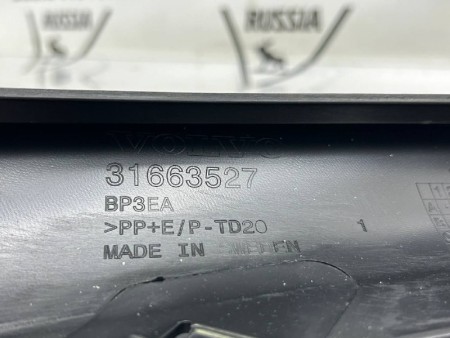 RUSSIA
RUSSIA
VOLVO
31663527
BP3EA
>PP+E/P-TD20
1
MADE IN